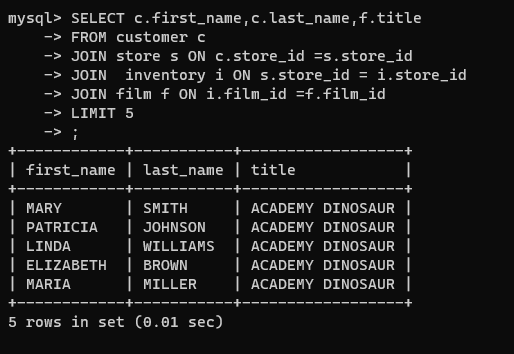 mysql> SELECT c.first_name,c.last_name,f.title
    -> FROM customer c
    -> JOIN store s ON c.store_id =s.store_id
    -> JOIN  inventory i ON s.store_id = i.store_id
    -> JOIN film f ON i.film_id =f.film_id
    -> LIMIT 5
    -> ;
+------------+-----------+------------------+
| first_name | last_name | title            |
+------------+-----------+------------------+
| MARY       | SMITH     | ACADEMY DINOSAUR |
| PATRICIA   | JOHNSON   | ACADEMY DINOSAUR |
| LINDA      | WILLIAMS  | ACADEMY DINOSAUR |
| ELIZABETH  | BROWN     | ACADEMY DINOSAUR |
| MARIA      | MILLER    | ACADEMY DINOSAUR |
+------------+-----------+------------------+
5 rows in set (0.01 sec)